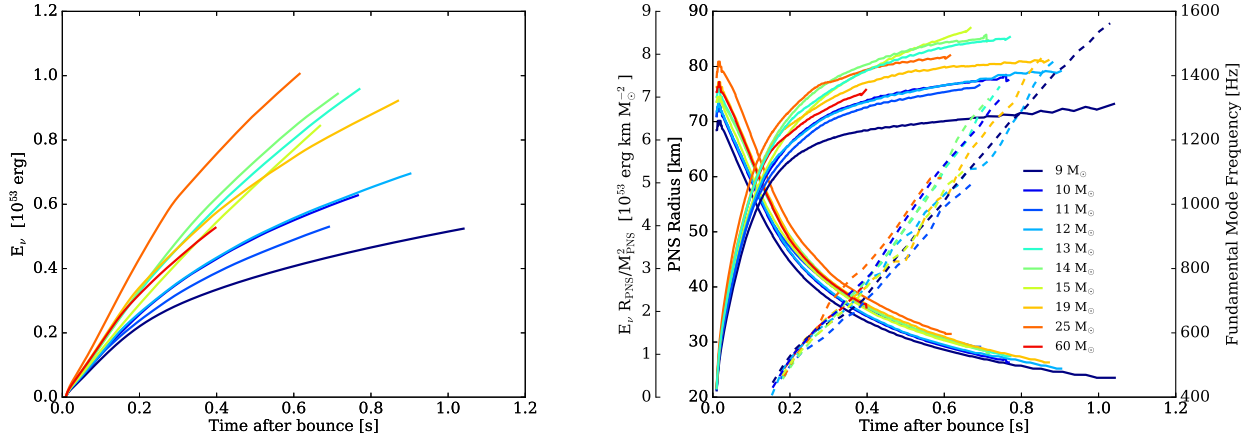 1.2
1.0
0.8
0.6
0.4
0.2
0.0
E_ν [10^53 erg]
0.0 0.2 0.4 0.6 0.8 1.0 1.2
Time after bounce [s]
9
8
7
6
5
4
3
2
1
0
E_ν R_PNS/M²_PNS [10^53 erg km M_⊙^−2 ]
90
80
70
60
50
40
30
20
PNS Radius [km]
9 M_⊙
10 M_⊙
11 M_⊙
12 M_⊙
13 M_⊙
14 M_⊙
15 M_⊙
19 M_⊙
25 M_⊙
60 M_⊙
1600
1400
1200
1000
800
600
400
Fundamental Mode Frequency [Hz]
0.0 0.2 0.4 0.6 0.8 1.0 1.2
Time after bounce [s]